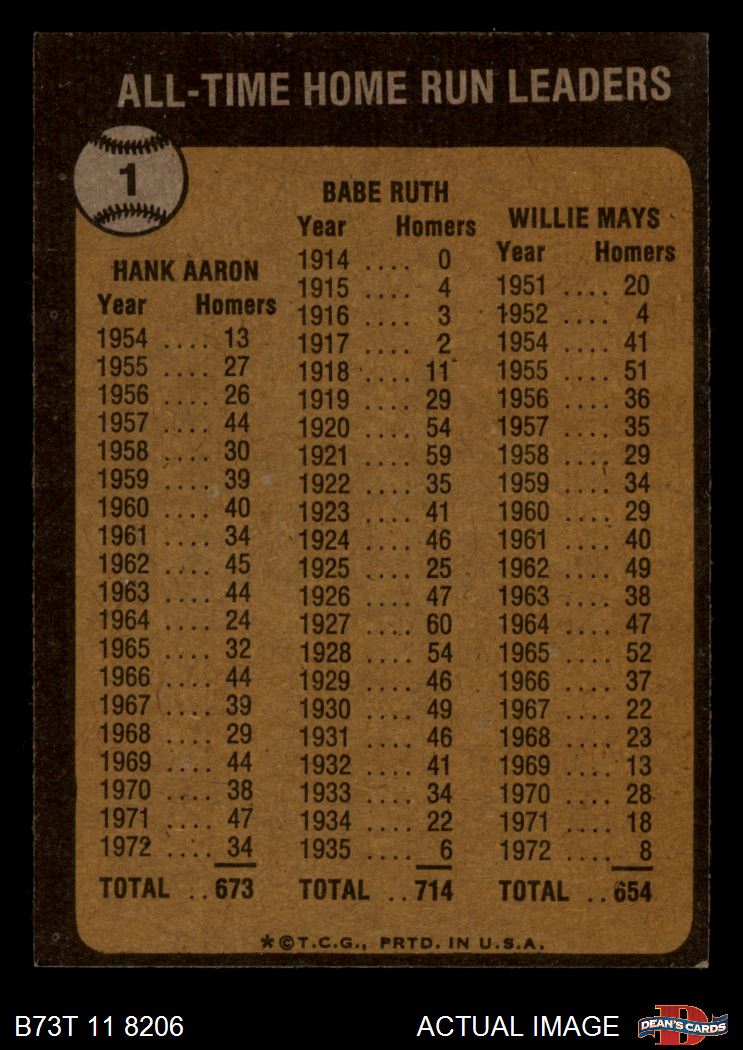 ALL-TIME HOME RUN LEADERS
1
HANK AARON
Year Homers
1954 .... 13
1955 .... 27
1956 .... 26
1957 .... 44
1958 .... 30
1959 .... 39
1960 .... 40
1961 .... 34
1962 .... 45
1963 .... 44
1964 .... 24
1965 .... 32
1966 .... 44
1967 .... 39
1968 .... 29
1969 .... 44
1970 .... 38
1971 .... 47
1972 .... 34
TOTAL .. 673
BABE RUTH
Year Homers
1914 .... 0
1915 .... 4
1916 .... 3
1917 .... 2
1918 .... 11
1919 .... 29
1920 .... 54
1921 .... 59
1922 .... 35
1923 .... 41
1924 .... 46
1925 .... 25
1926 .... 47
1927 .... 60
1928 .... 54
1929 .... 46
1930 .... 49
1931 .... 46
1932 .... 41
1933 .... 34
1934 .... 22
1935 .... 6
TOTAL .. 714
WILLIE MAYS
Year Homers
1951 .... 20
1952 .... 4
1954 .... 41
1955 .... 51
1956 .... 36
1957 .... 35
1958 .... 29
1959 .... 34
1960 .... 29
1961 .... 40
1962 .... 49
1963 .... 38
1964 .... 47
1965 .... 52
1966 .... 37
1967 .... 22
1968 .... 23
1969 .... 13
1970 .... 28
1971 .... 18
1972 .... 8
TOTAL .. 654
*©T.C.G., PRTD. IN U.S.A.
B73T 11 8206 ACTUAL IMAGE
D
DEAN'S CARDS